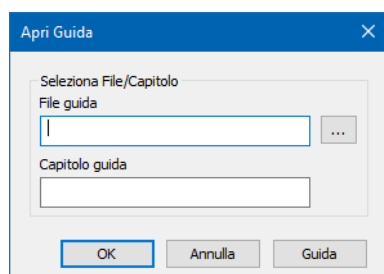 Apri Guida
Seleziona File/Capitolo
File guida
...
Capitolo guida
OK Annulla Guida